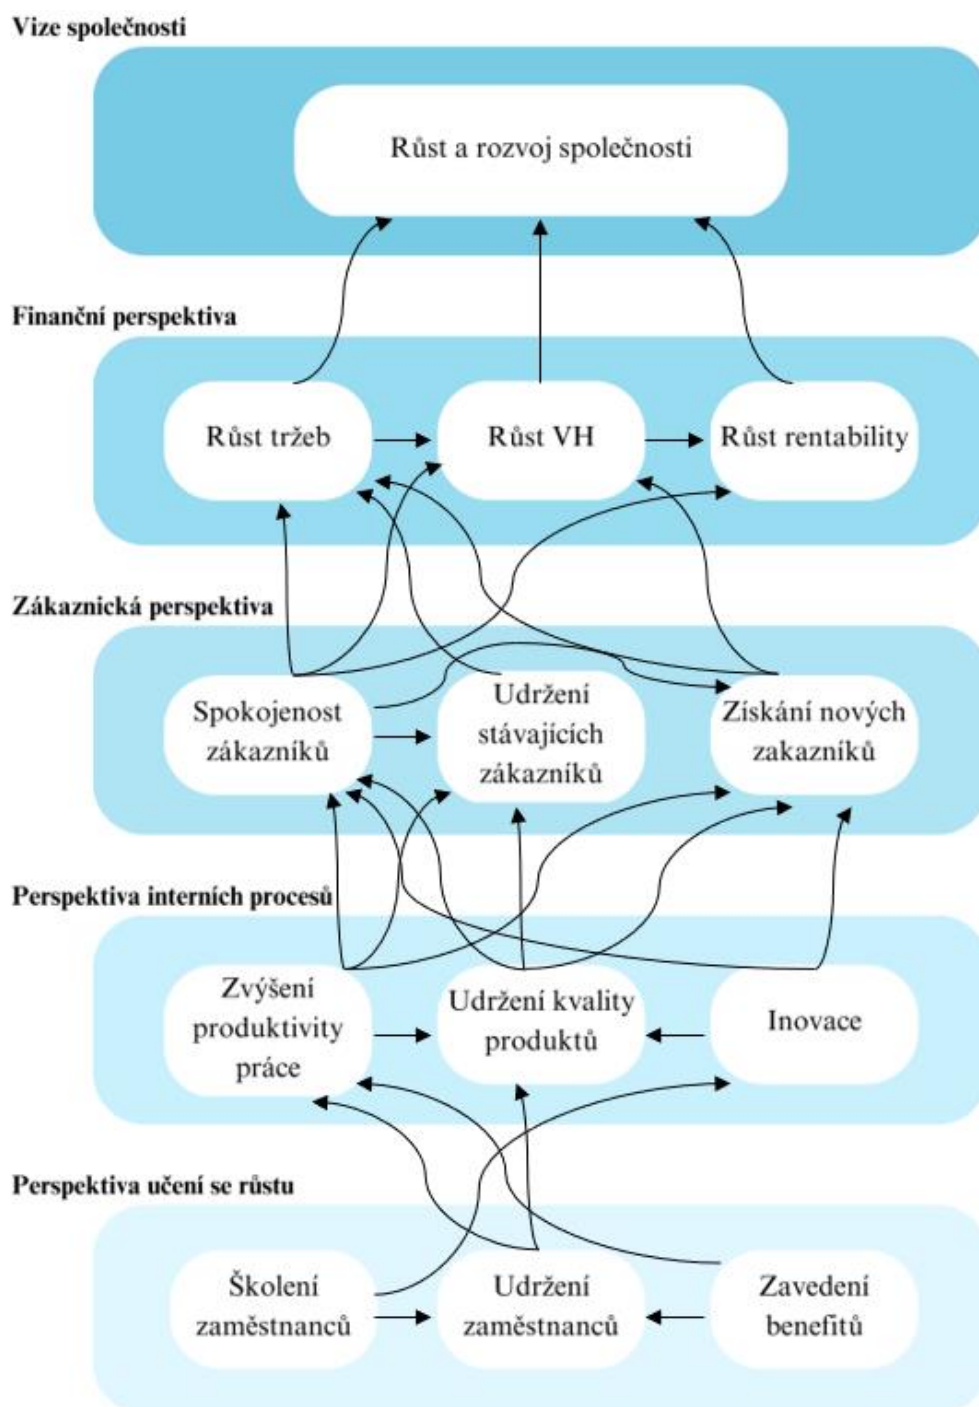 Vize společnosti
Růst a rozvoj společnosti
Finanční perspektiva
Růst tržeb
Růst VH
Růst rentability
Zákaznická perspektiva
Spokojenost
zákazníků
Udržení
stávajících
zákazníků
Získání nových
zakazníků
Perspektiva interních procesů
Zvýšení
produktivity
práce
Udržení kvality
produktů
Inovace
Perspektiva učení se růstu
Školení
zaměstnanců
Udržení
zaměstnanců
Zavedení
benefitů